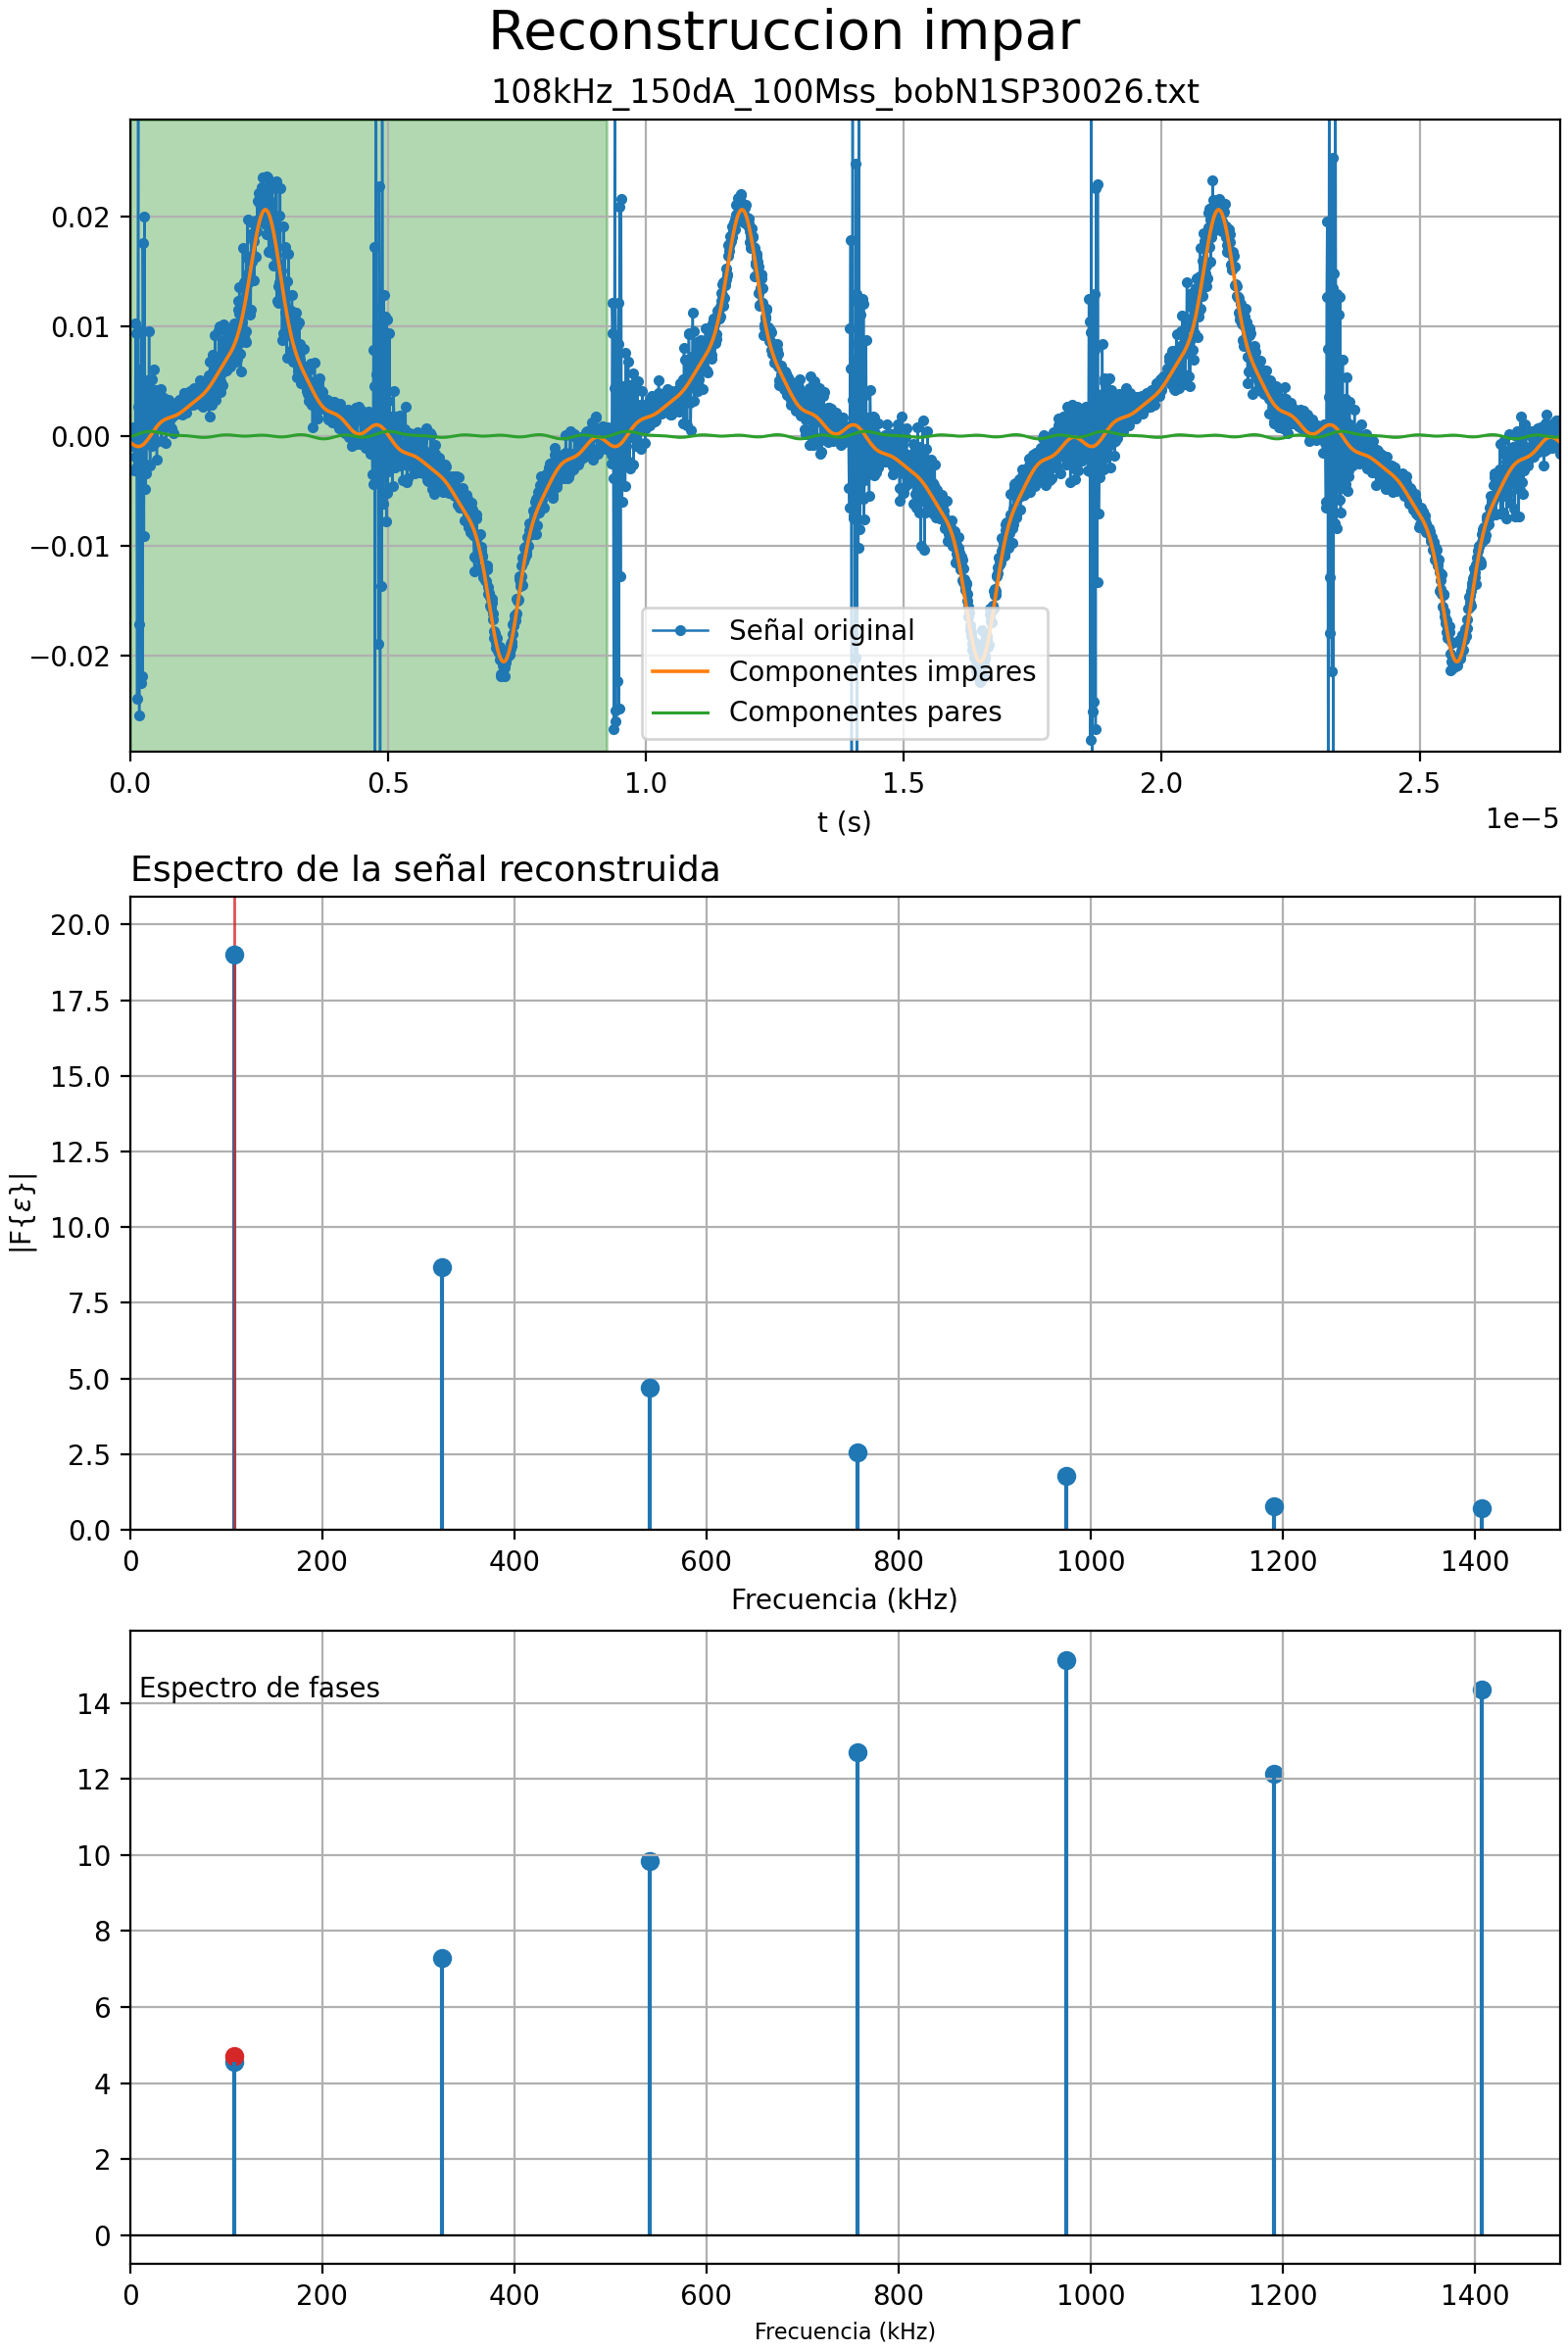 Reconstruccion impar
108kHz_150dA_100Mss_bobN1SP30026.txt
0.02
0.01
0.00
−0.01
−0.02
Señal original
Componentes impares
Componentes pares
0.0 0.5 1.0 1.5 2.0 2.5
1e−5
t (s)
Espectro de la señal reconstruida
20.0
17.5
15.0
12.5
10.0
7.5
5.0
2.5
0.0
|F{ε}|
0 200 400 600 800 1000 1200 1400
Frecuencia (kHz)
Espectro de fases
14
12
10
8
6
4
2
0
0 200 400 600 800 1000 1200 1400
Frecuencia (kHz)